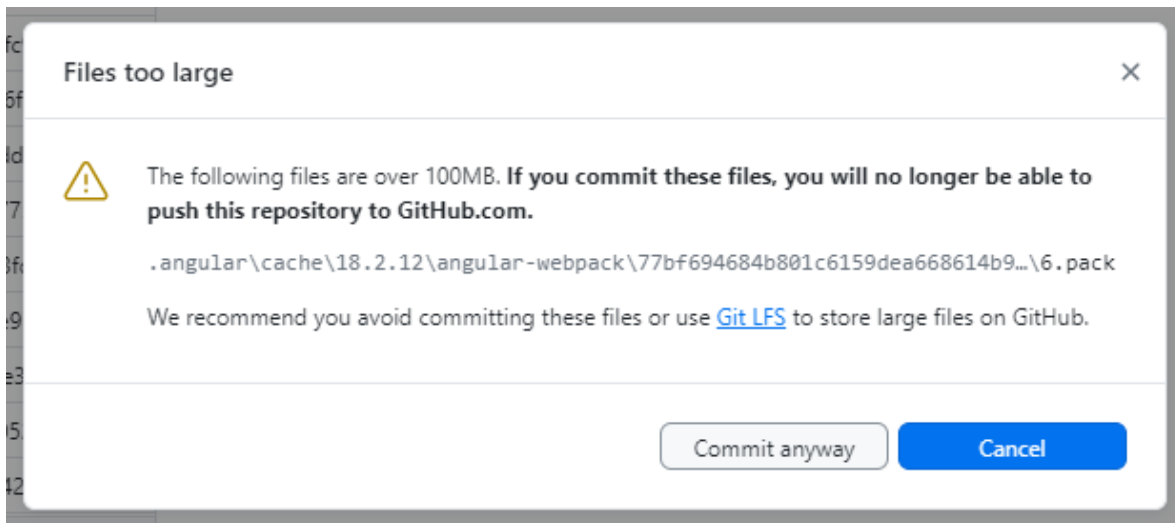 Files too large
The following files are over 100MB. If you commit these files, you will no longer be able to
push this repository to GitHub.com.
.angular\cache\18.2.12\angular-webpack\77bf694684b801c6159dea668614b9…\6.pack
We recommend you avoid committing these files or use Git LFS to store large files on GitHub.
Commit anyway
Cancel